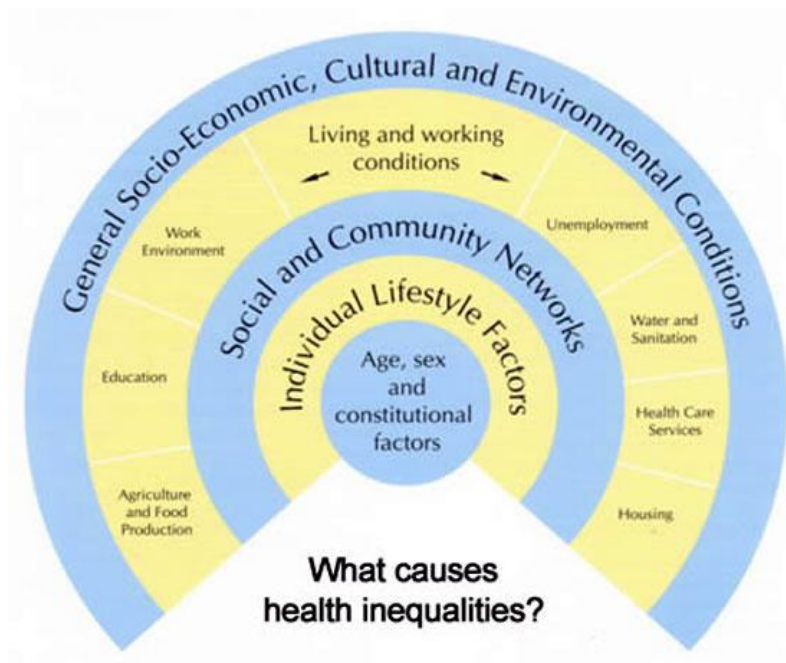 General Socio-Economic, Cultural and Environmental Conditions
Living and working
conditions
Work
Environment
Unemployment
Education
Water and
Sanitation
Agriculture
and Food
Production
Health Care
Services
Housing
Social and Community Networks
Individual Lifestyle Factors
Age, sex
and
constitutional
factors
What causes
health inequalities?